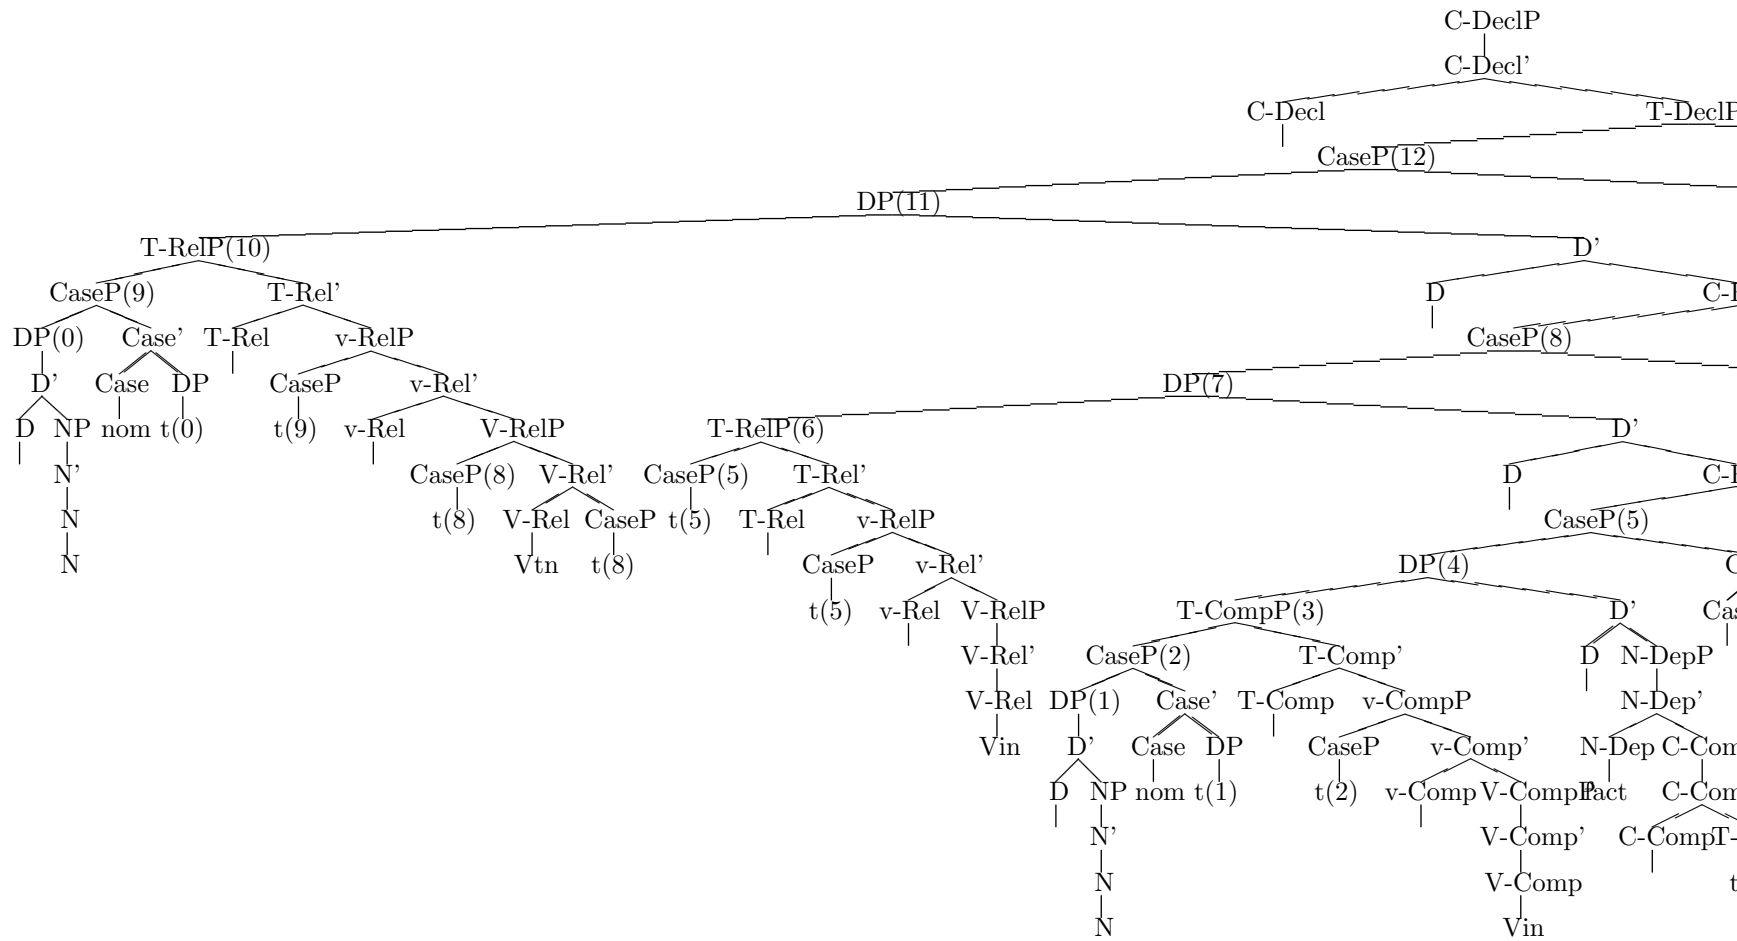 C-DeclP
C-Decl'
C-Decl T-DeclP
CaseP(12)
DP(11)
T-RelP(10) D'
CaseP(9) T-Rel' D
DP(0) Case' T-Rel v-RelP CaseP(8)
D' Case DP CaseP v-Rel' DP(7)
D NP nom t(0) t(9) v-Rel V-RelP T-RelP(6) D'
N' CaseP(8) V-Rel' CaseP(5) T-Rel' D
N t(8) V-Rel CaseP t(5) T-Rel v-RelP CaseP(5)
N Vtn t(8) CaseP v-Rel' DP(4)
t(5) v-Rel V-RelP T-CompP(3) D'
V-Rel' CaseP(2) T-Comp' D N-DepP
V-Rel DP(1) Case' T-Comp v-CompP N-Dep'
Vin D' Case DP CaseP v-Comp' N-Dep
D NP nom t(1) t(2) v-Comp V-CompP fact
N' V-Comp' C-Comp
N V-Comp
N Vin